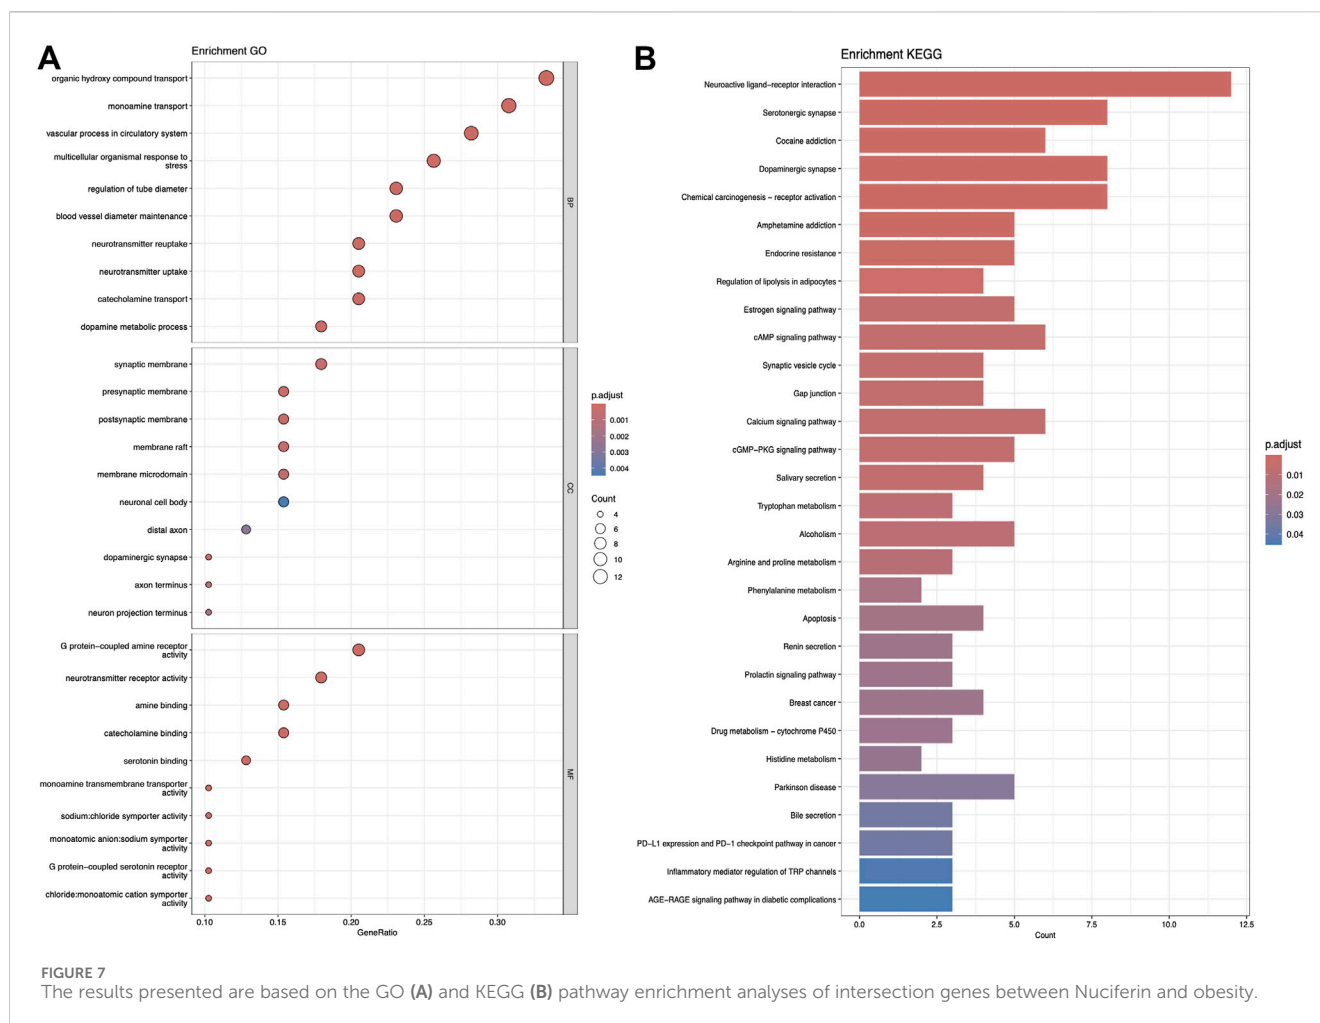 A
Enrichment GO
organic hydroxy compound transport
monoamine transport
vascular process in circulatory system
multicellular organismal response to
stress
regulation of tube diameter
blood vessel diameter maintenance
neurotransmitter reuptake
neurotransmitter uptake
catecholamine transport
dopamine metabolic process
BP
synaptic membrane
presynaptic membrane
postsynaptic membrane
membrane raft
membrane microdomain
neuronal cell body
distal axon
dopaminergic synapse
axon terminus
neuron projection terminus
CC
G protein−coupled amine receptor
activity
neurotransmitter receptor activity
amine binding
catecholamine binding
serotonin binding
monoamine transmembrane transporter
activity
sodium:chloride symporter activity
monoatomic anion:sodium symporter
activity
G protein−coupled serotonin receptor
activity
chloride:monoatomic cation symporter
activity
MF
0.10 0.15 0.20 0.25 0.30
GeneRatio
p.adjust
0.001
0.002
0.003
0.004
Count
4
6
8
10
12
B
Enrichment KEGG
Neuroactive ligand−receptor interaction
Serotonergic synapse
Cocaine addiction
Dopaminergic synapse
Chemical carcinogenesis − receptor activation
Amphetamine addiction
Endocrine resistance
Regulation of lipolysis in adipocytes
Estrogen signaling pathway
cAMP signaling pathway
Synaptic vesicle cycle
Gap junction
Calcium signaling pathway
cGMP−PKG signaling pathway
Salivary secretion
Tryptophan metabolism
Alcoholism
Arginine and proline metabolism
Phenylalanine metabolism
Apoptosis
Renin secretion
Prolactin signaling pathway
Breast cancer
Drug metabolism − cytochrome P450
Histidine metabolism
Parkinson disease
Bile secretion
PD−L1 expression and PD−1 checkpoint pathway in cancer
Inflammatory mediator regulation of TRP channels
AGE−RAGE signaling pathway in diabetic complications
0.0 2.5 5.0 7.5 10.0 12.5
Count
p.adjust
0.01
0.02
0.03
0.04
FIGURE 7
The results presented are based on the GO (A) and KEGG (B) pathway enrichment analyses of intersection genes between Nuciferin and obesity.